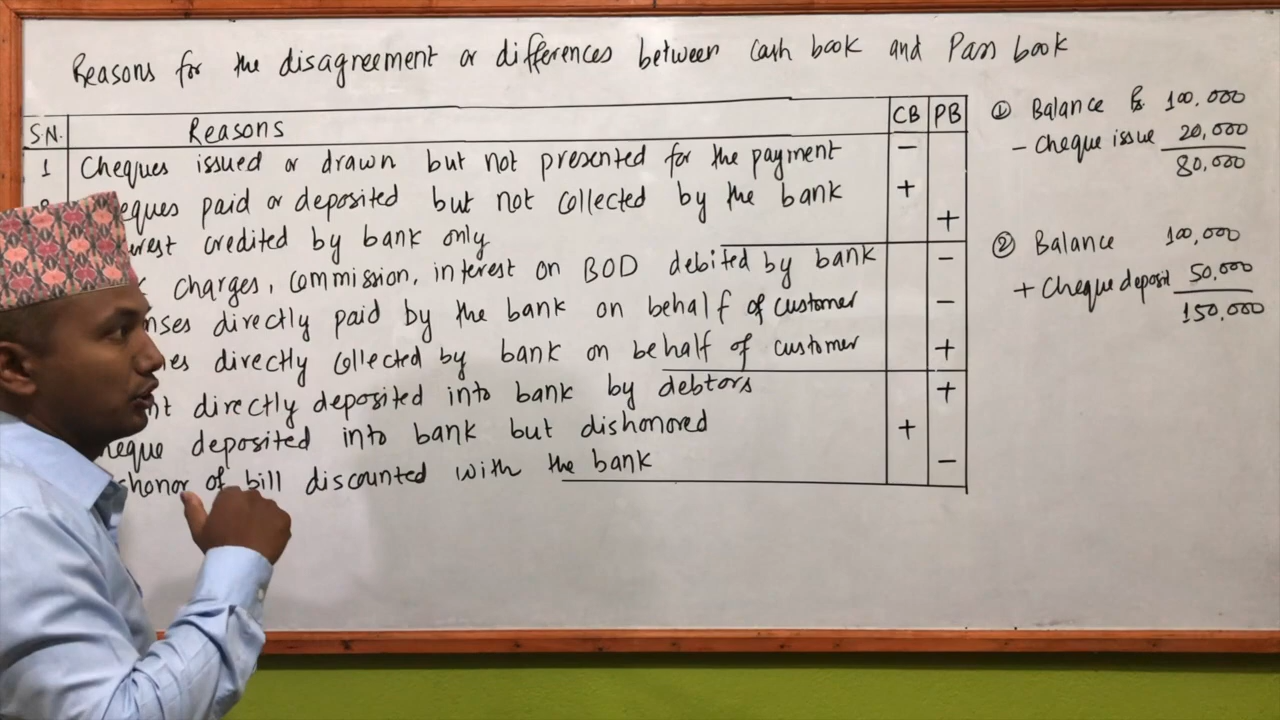 Reasons for the disagreement or differences between cash book and Pass book
S.N. Reasons CB PB
1 Cheques issued or drawn but not presented for the payment -
eques paid or deposited but not collected by the bank +
erest credited by bank only +
charges, commission, interest on BOD debited by bank -
nses directly paid by the bank on behalf of customer -
es directly collected by bank on behalf of customer +
nt directly deposited into bank by debtors +
heque deposited into bank but dishonored +
shonor of bill discounted with the bank -
① Balance Rs. 100,000
- Cheque issue 20,000
80,000
② Balance 100,000
+ Cheque deposit 50,000
150,000